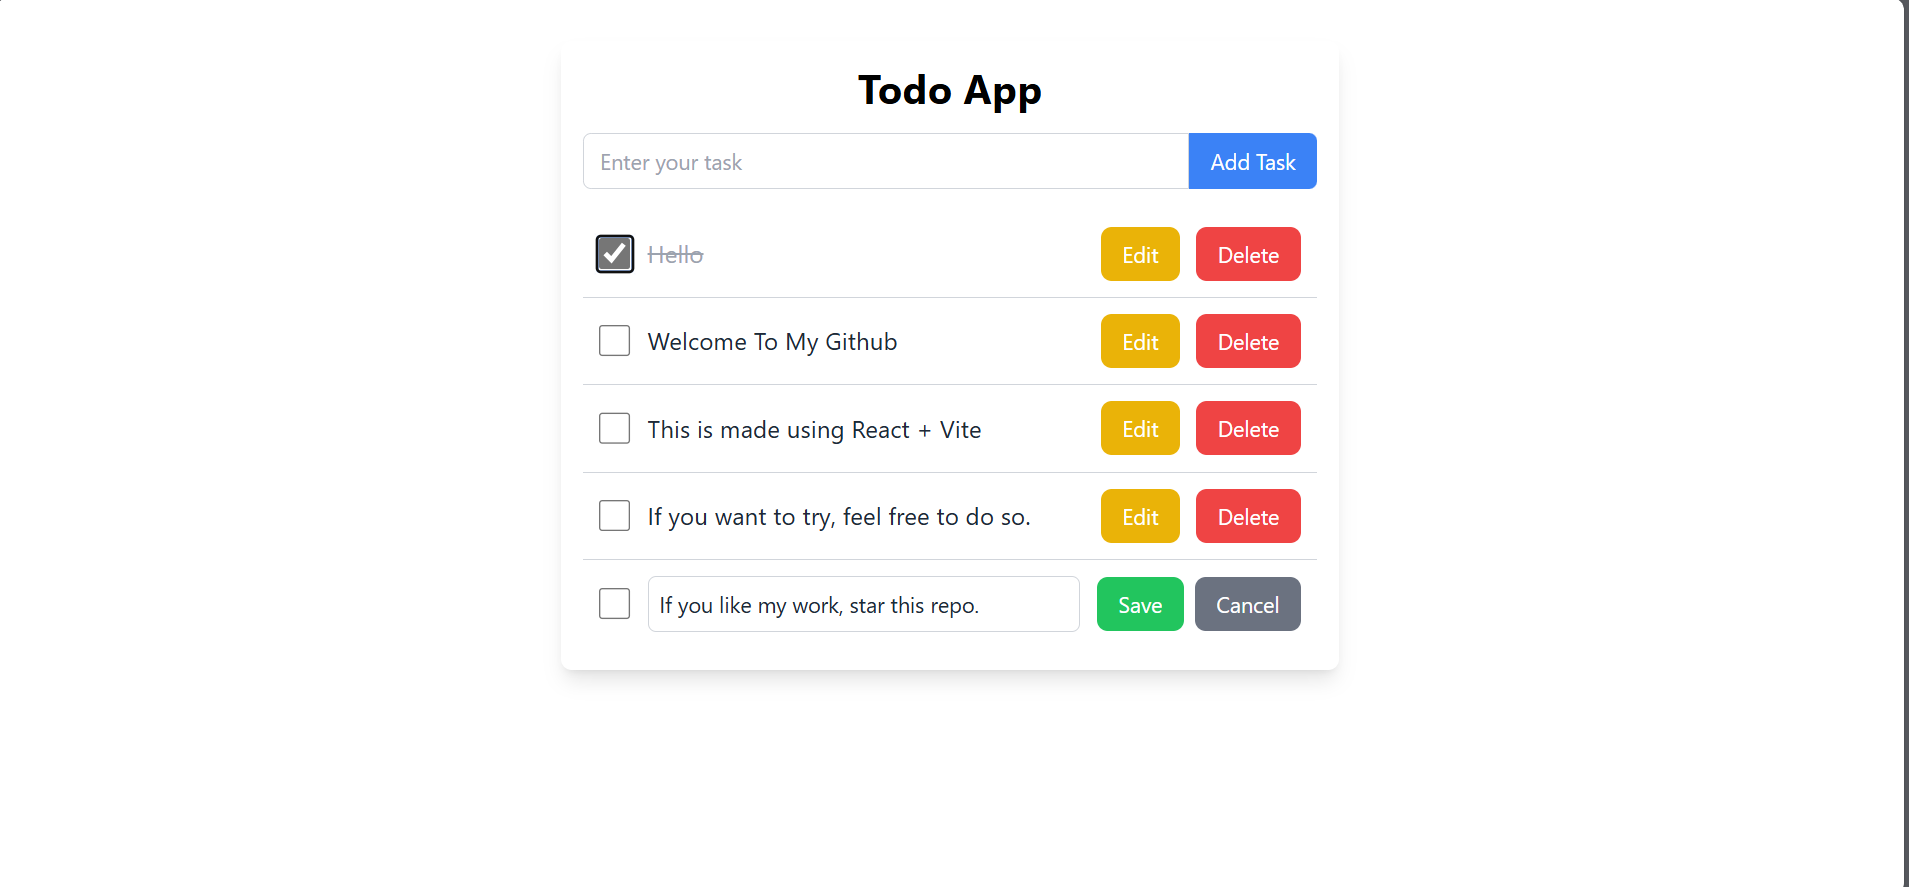 Todo App
Enter your task Add Task
Hello Edit Delete
Welcome To My Github Edit Delete
This is made using React + Vite Edit Delete
If you want to try, feel free to do so. Edit Delete
If you like my work, star this repo. Save Cancel